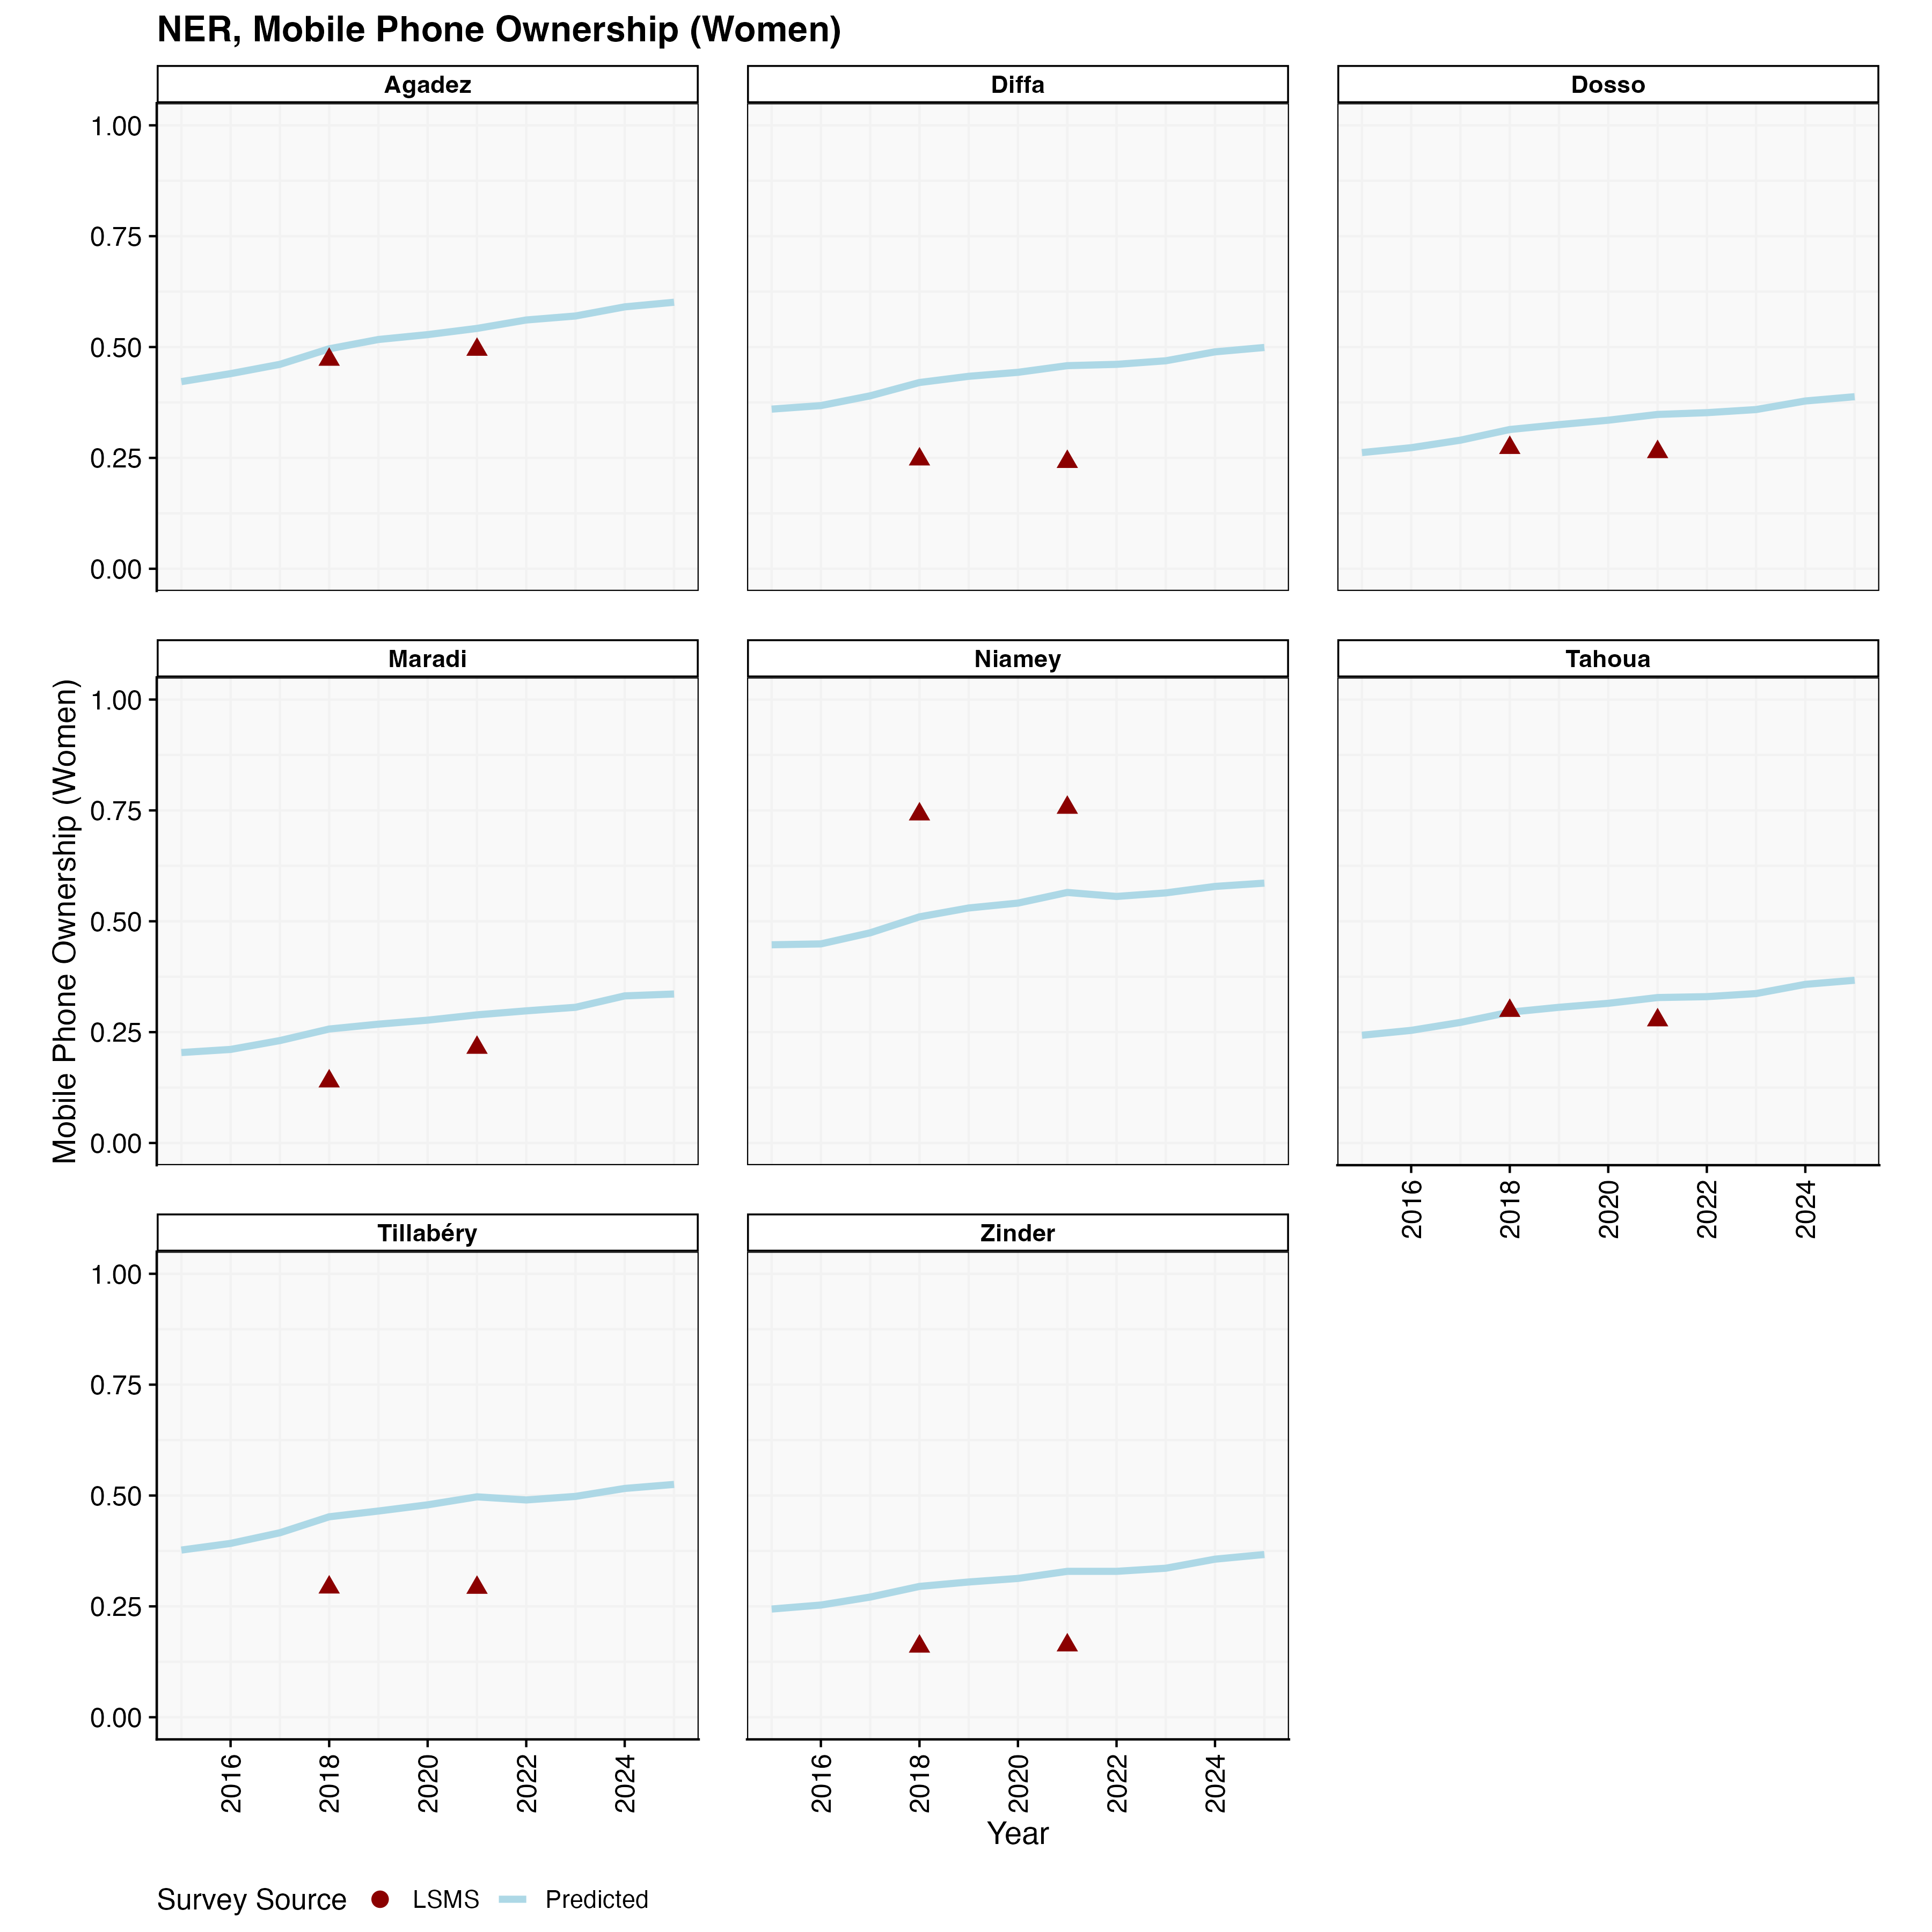 NER, Mobile Phone Ownership (Women)
Agadez
Diffa
Dosso
1.00
0.75
0.50
0.25
0.00
Maradi
Niamey
Tahoua
Mobile Phone Ownership (Women)
1.00
0.75
0.50
0.25
0.00
2016
2018
2020
2022
2024
Tillabéry
Zinder
1.00
0.75
0.50
0.25
0.00
2016
2018
2020
2022
2024
2016
2018
2020
2022
2024
Year
Survey Source
LSMS
Predicted